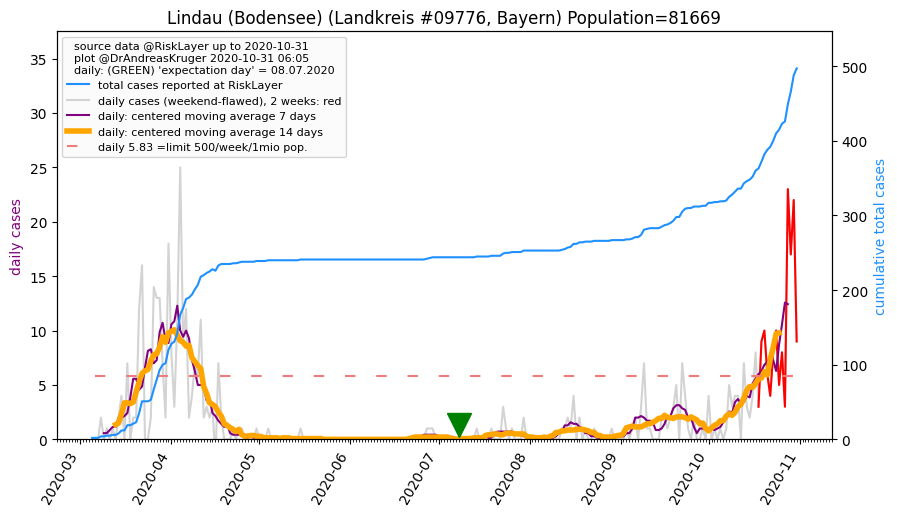 Lindau (Bodensee) (Landkreis #09776, Bayern) Population=81669
source data @RiskLayer up to 2020-10-31
plot @DrAndreasKruger 2020-10-31 06:05
daily: (GREEN) 'expectation day' = 08.07.2020
total cases reported at RiskLayer
daily cases (weekend-flawed), 2 weeks: red
daily: centered moving average 7 days
daily: centered moving average 14 days
daily 5.83 =limit 500/week/1mio pop.
daily cases
35
30
25
20
15
10
5
0
500
400
300
200
100
0
cumulative total cases
2020-03
2020-04
2020-05
2020-06
2020-07
2020-08
2020-09
2020-10
2020-11